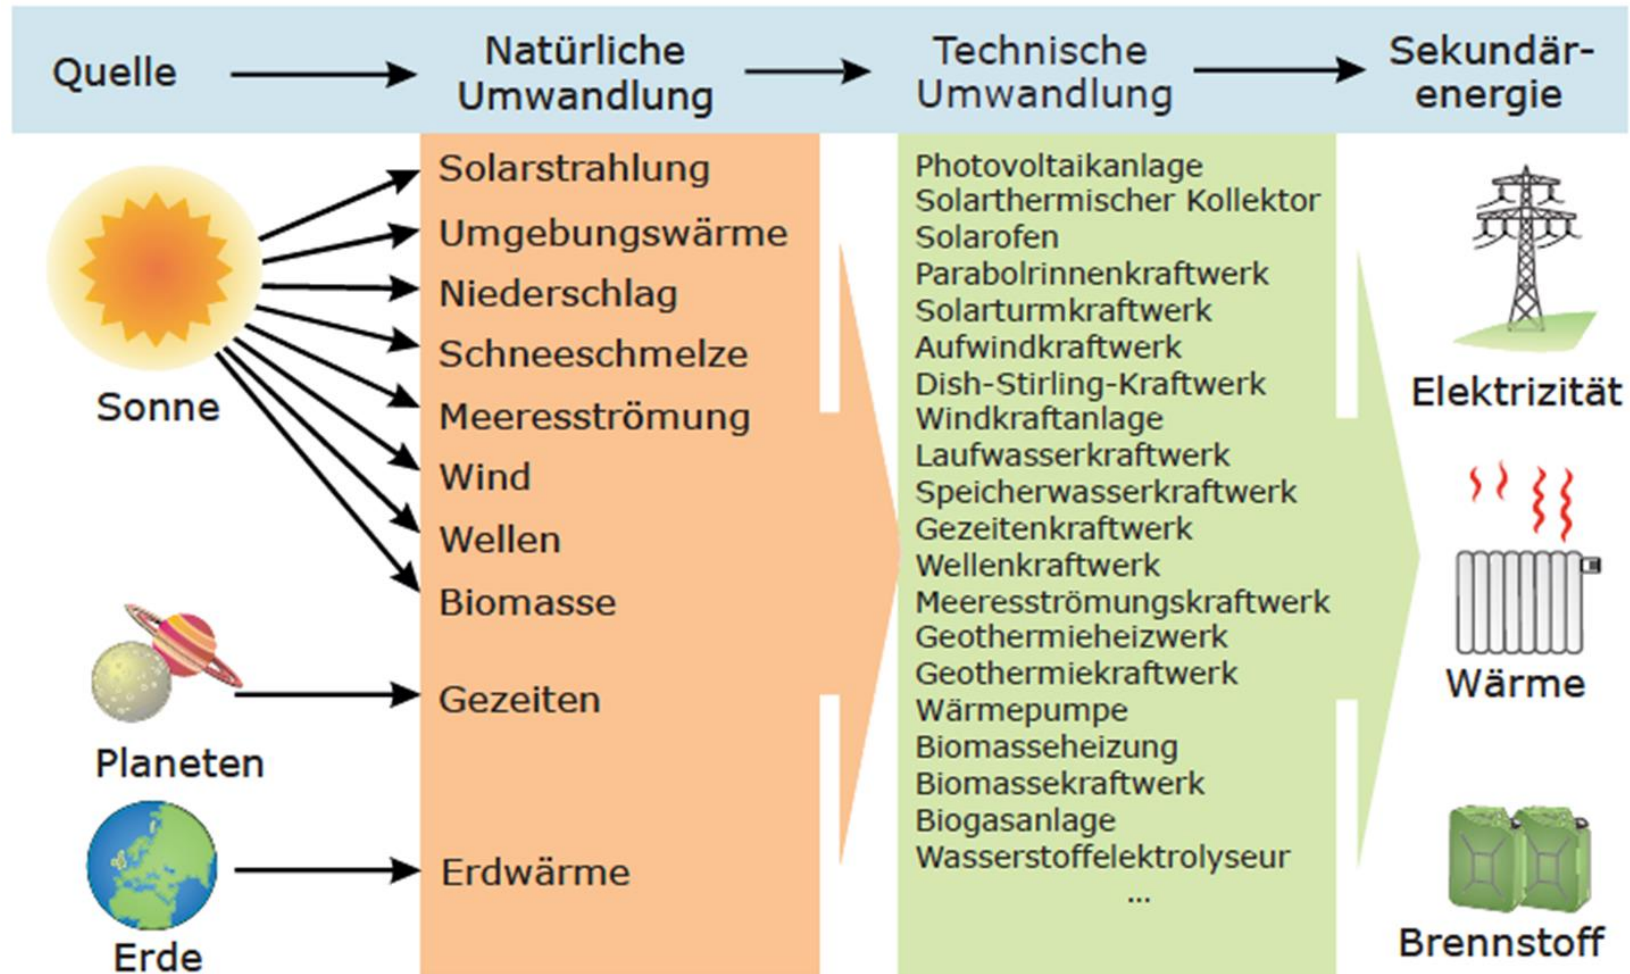 Quelle
Natürliche
Umwandlung
Technische
Umwandlung
Sekundär-
energie
Sonne
Planeten
Erde
Solarstrahlung
Umgebungswärme
Niederschlag
Schneeschmelze
Meeresströmung
Wind
Wellen
Biomasse
Gezeiten
Erdwärme
Photovoltaikanlage
Solarthermischer Kollektor
Solarofen
Parabolrinnenkraftwerk
Solarturmkraftwerk
Aufwindkraftwerk
Dish-Stirling-Kraftwerk
Windkraftanlage
Laufwasserkraftwerk
Speicherwasserkraftwerk
Gezeitenkraftwerk
Wellenkraftwerk
Meeresströmungskraftwerk
Geothermieheizwerk
Geothermiekraftwerk
Wärmepumpe
Biomasseheizung
Biomassekraftwerk
Biogasanlage
Wasserstoffelektrolyseur
...
Elektrizität
Wärme
Brennstoff